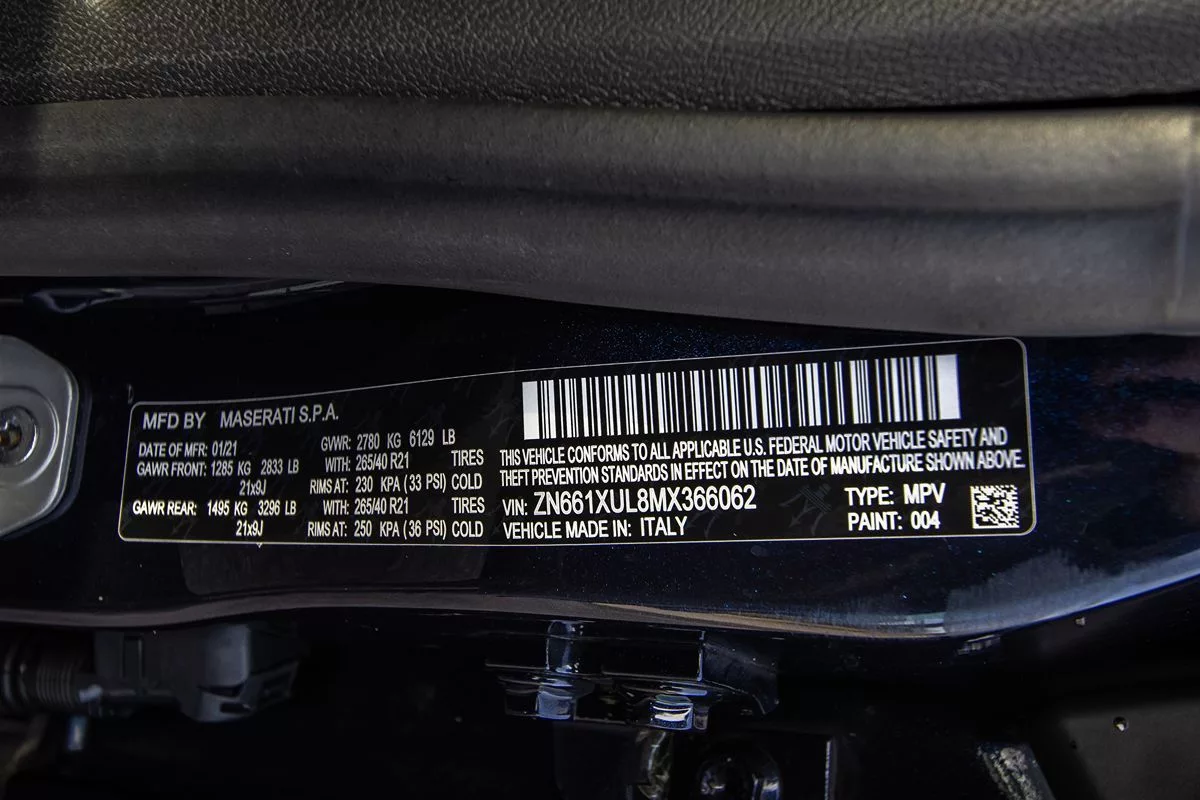 MFD BY MASERATI S.P.A.
DATE OF MFR: 01/21 GVWR: 2780 KG 6129 LB
GAWR FRONT: 1285 KG 2833 LB WITH: 265/40 R21 TIRES
21x9J RIMS AT: 230 KPA (33 PSI) COLD
GAWR REAR: 1495 KG 3296 LB WITH: 265/40 R21 TIRES
21x9J RIMS AT: 250 KPA (36 PSI) COLD
THIS VEHICLE CONFORMS TO ALL APPLICABLE U.S. FEDERAL MOTOR VEHICLE SAFETY AND
THEFT PREVENTION STANDARDS IN EFFECT ON THE DATE OF MANUFACTURE SHOWN ABOVE.
VIN: ZN661XUL8MX366062 TYPE: MPV
VEHICLE MADE IN: ITALY PAINT: 004